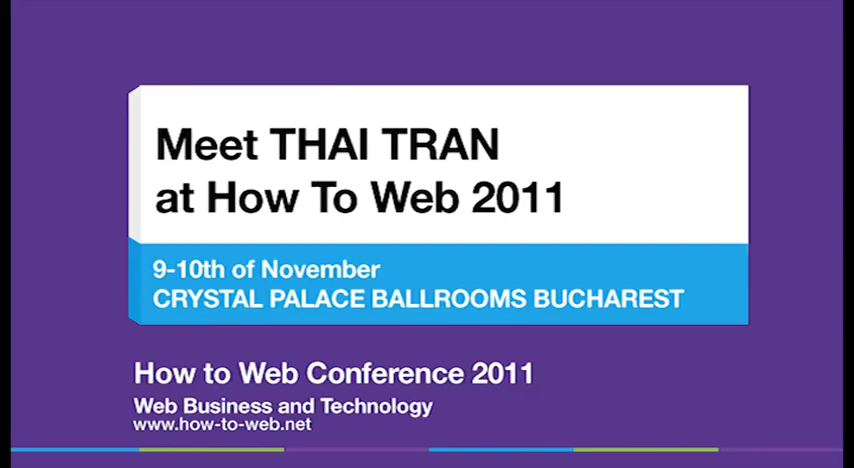 Meet THAI TRAN
at How To Web 2011
9-10th of November
CRYSTAL PALACE BALLROOMS BUCHAREST
How to Web Conference 2011
Web Business and Technology
www.how-to-web.net